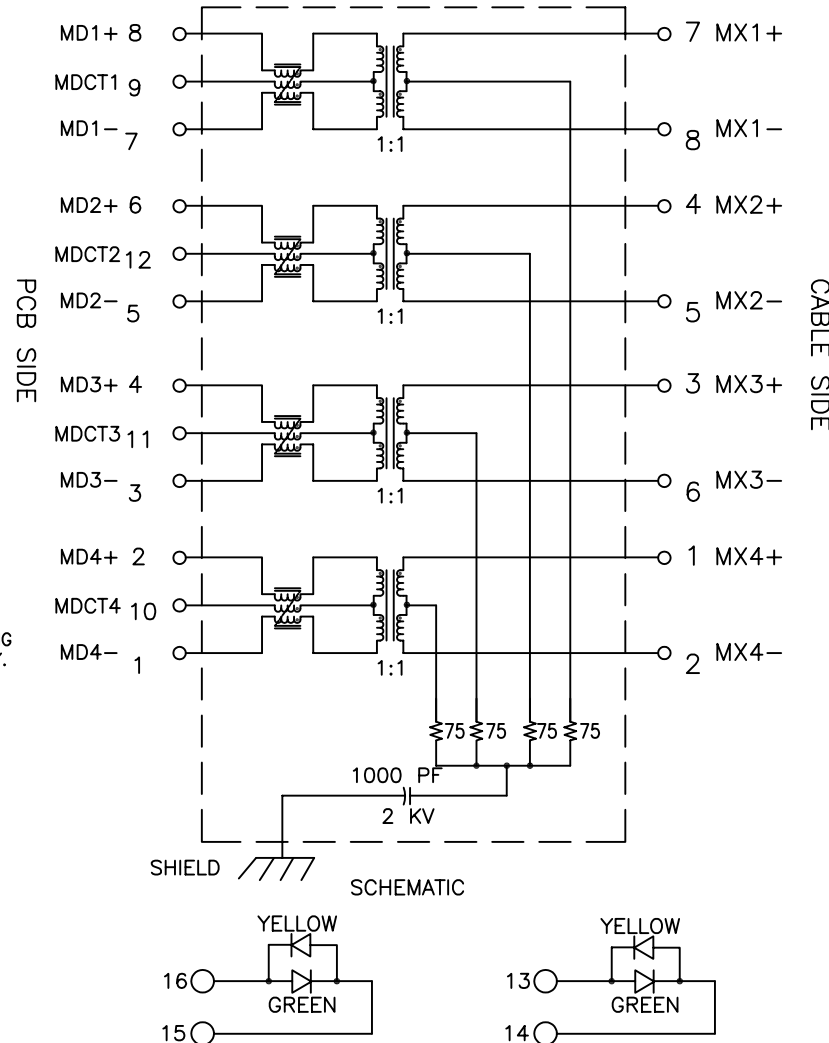 MD1+ 8
7 MX1+
MDCT1 9
MD1- 7
8 MX1-
1:1
MD2+ 6
4 MX2+
MDCT2 12
MD2- 5
5 MX2-
1:1
PCB SIDE
CABLE SIDE
MD3+ 4
3 MX3+
MDCT3 11
MD3- 3
6 MX3-
1:1
MD4+ 2
1 MX4+
MDCT4 10
MD4- 1
2 MX4-
1:1
75 75 75 75
1000 PF
2 KV
SHIELD
SCHEMATIC
YELLOW
16
GREEN
15
YELLOW
13
GREEN
14